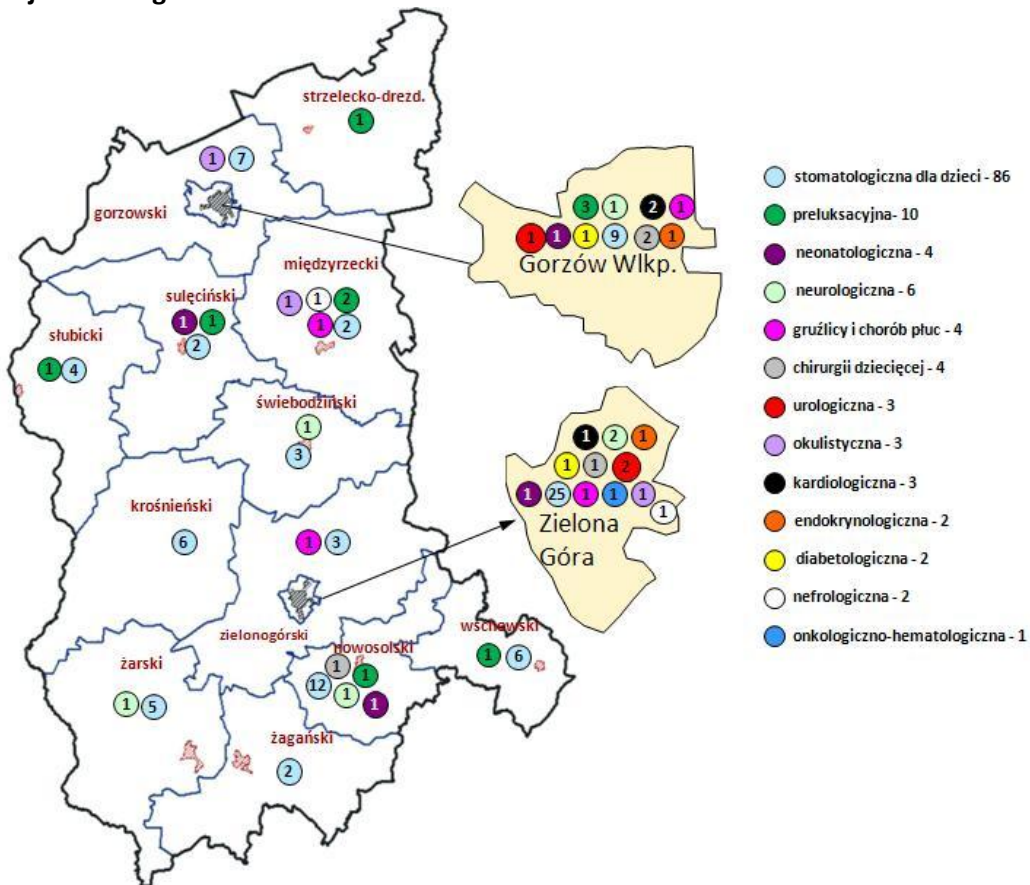 strzelecko-drezd.
1
1 7
gorzowski
międzyrzecki
1 1 2
1 2
sulęciński
1 1
2
słubicki
1 4
świebodziński
1
3
krośnieński
6
1 3
zielonogórski
nowosolski
1
12 1 1
1
wschowski
1 6
żarski
1 5
żagański
2
3 1 2 1
1 1 1 9 2 1
Gorzów Wlkp.
1 2 1
1 1 2
1 25 1 1 1
1
Zielona
Góra
stomatologiczna dla dzieci - 86
preluksacyjna- 10
neonatologiczna - 4
neurologiczna - 6
gruźlicy i chorób płuc - 4
chirurgii dziecięcej - 4
urologiczna - 3
okulistyczna - 3
kardiologiczna - 3
endokrynologiczna - 2
diabetologiczna - 2
nefrologiczna - 2
onkologiczno-hematologiczna - 1